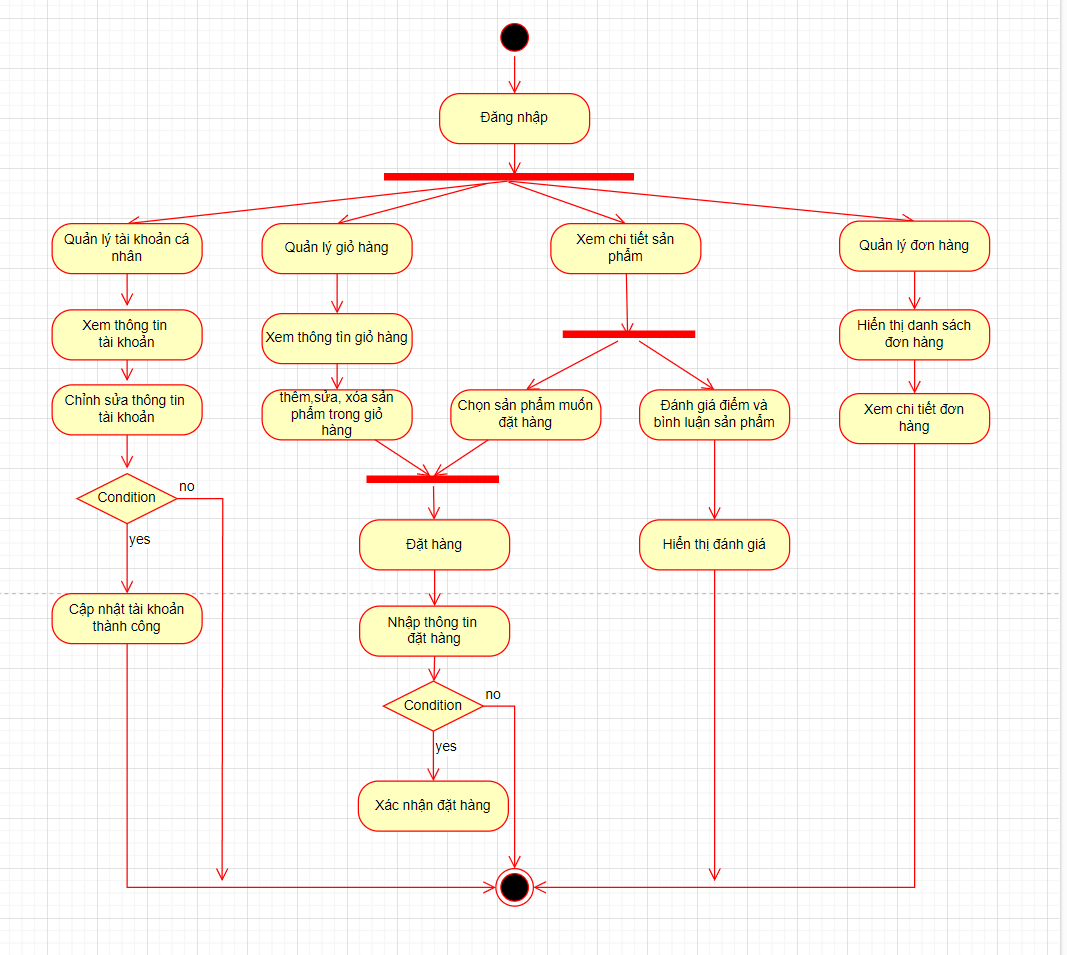 Đăng nhập
Quản lý tài khoản cá
nhân
Quản lý giỏ hàng
Xem chi tiết sản
phẩm
Quản lý đơn hàng
Xem thông tin
tài khoản
Xem thông tin giỏ hàng
Hiển thị danh sách
đơn hàng
Chỉnh sửa thông tin
tài khoản
thêm,sửa, xóa sản
phẩm trong giỏ
hàng
Chọn sản phẩm muốn
đặt hàng
Đánh giá điểm và
bình luận sản phẩm
Xem chi tiết đơn
hàng
Condition
no
yes
Đặt hàng
Hiển thị đánh giá
Cập nhật tài khoản
thành công
Nhập thông tin
đặt hàng
Condition
no
yes
Xác nhận đặt hàng